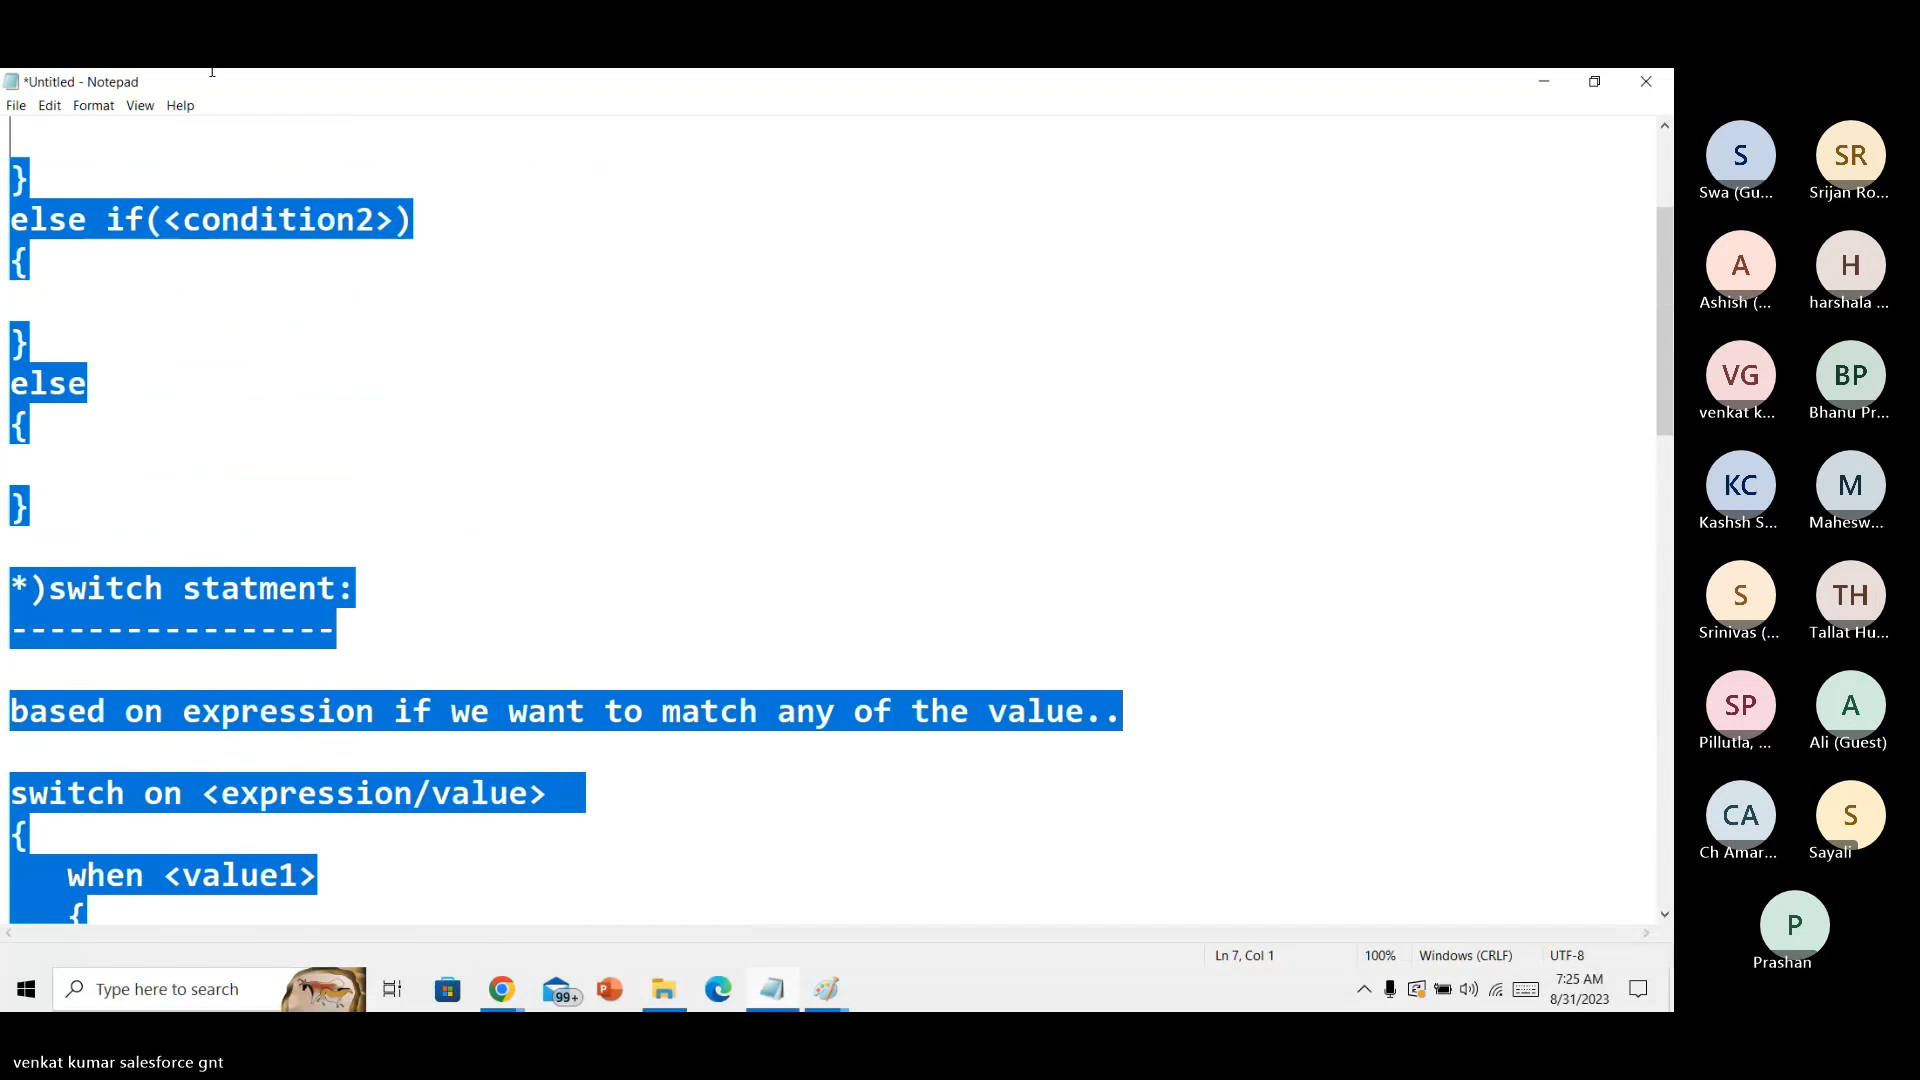 *Untitled - Notepad
File Edit Format View Help
}
else if(<condition2>)
{
}
else
{
}
*)switch statment:
-----------------
based on expression if we want to match any of the value..
switch on <expression/value>
{
when <value1>
{
Ln 7, Col 1
100%
Windows (CRLF)
UTF-8
Type here to search
99+
7:25 AM
8/31/2023
S
Swa (Gu...
SR
Srijan Ro...
A
Ashish (...
H
harshala ...
VG
venkat k...
BP
Bhanu Pr...
KC
Kashsh S...
M
Mahesw...
S
Srinivas (...
TH
Tallat Hu...
SP
Pillutla, ...
A
Ali (Guest)
CA
Ch Amar...
S
Sayali
P
Prashan
venkat kumar salesforce gnt